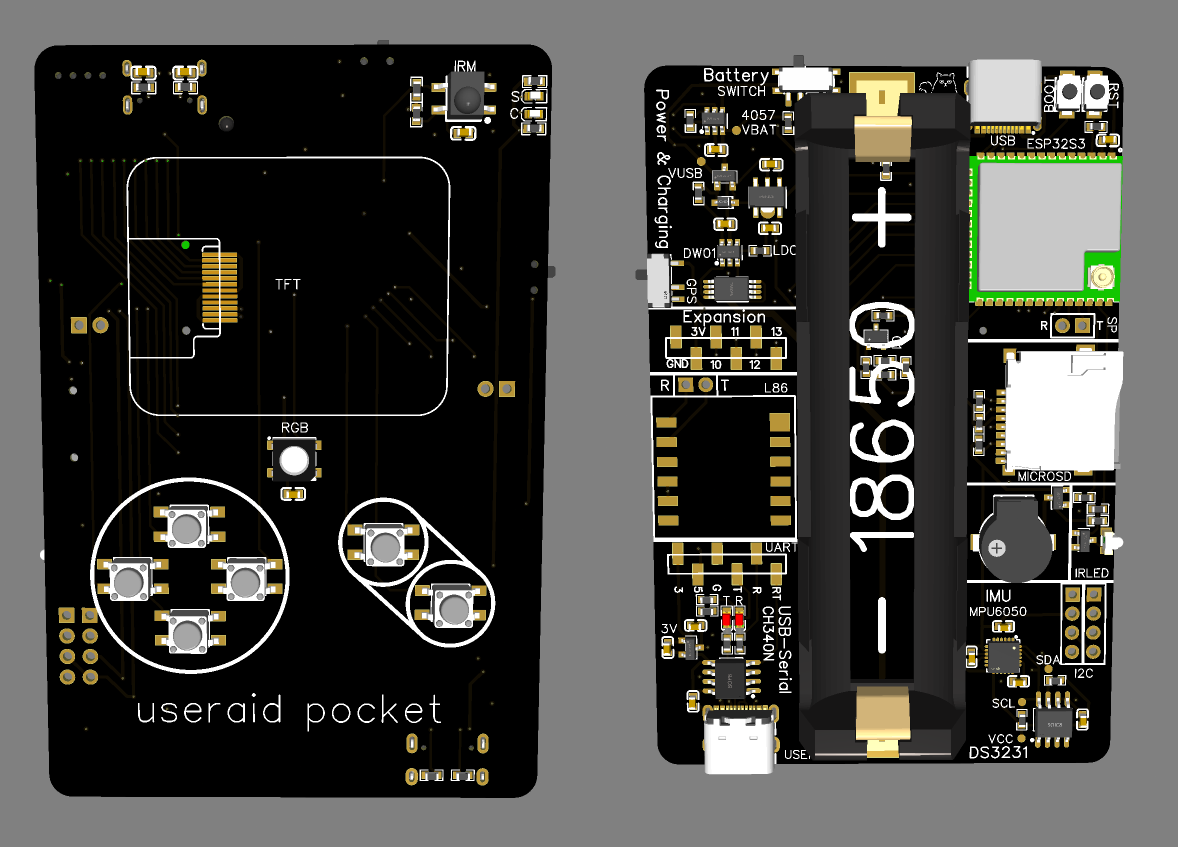 IRM
TFT
RGB
useraid pocket
Battery
SWITCH
Power & Charging
4057
VBAT
VUSB
DW01
LDO
GPS
Expansion
3V 11 13
GND 10 12
R T
L86
UART
3 5 G T R RT
T R
3V
USB-Serial
CH340N
+
18650
USB
BOOT
RST
ESP32S3
R T
SP
MICROSD
IRLED
IMU
MPU6050
I2C
SDA
SCL
VCC
DS3231